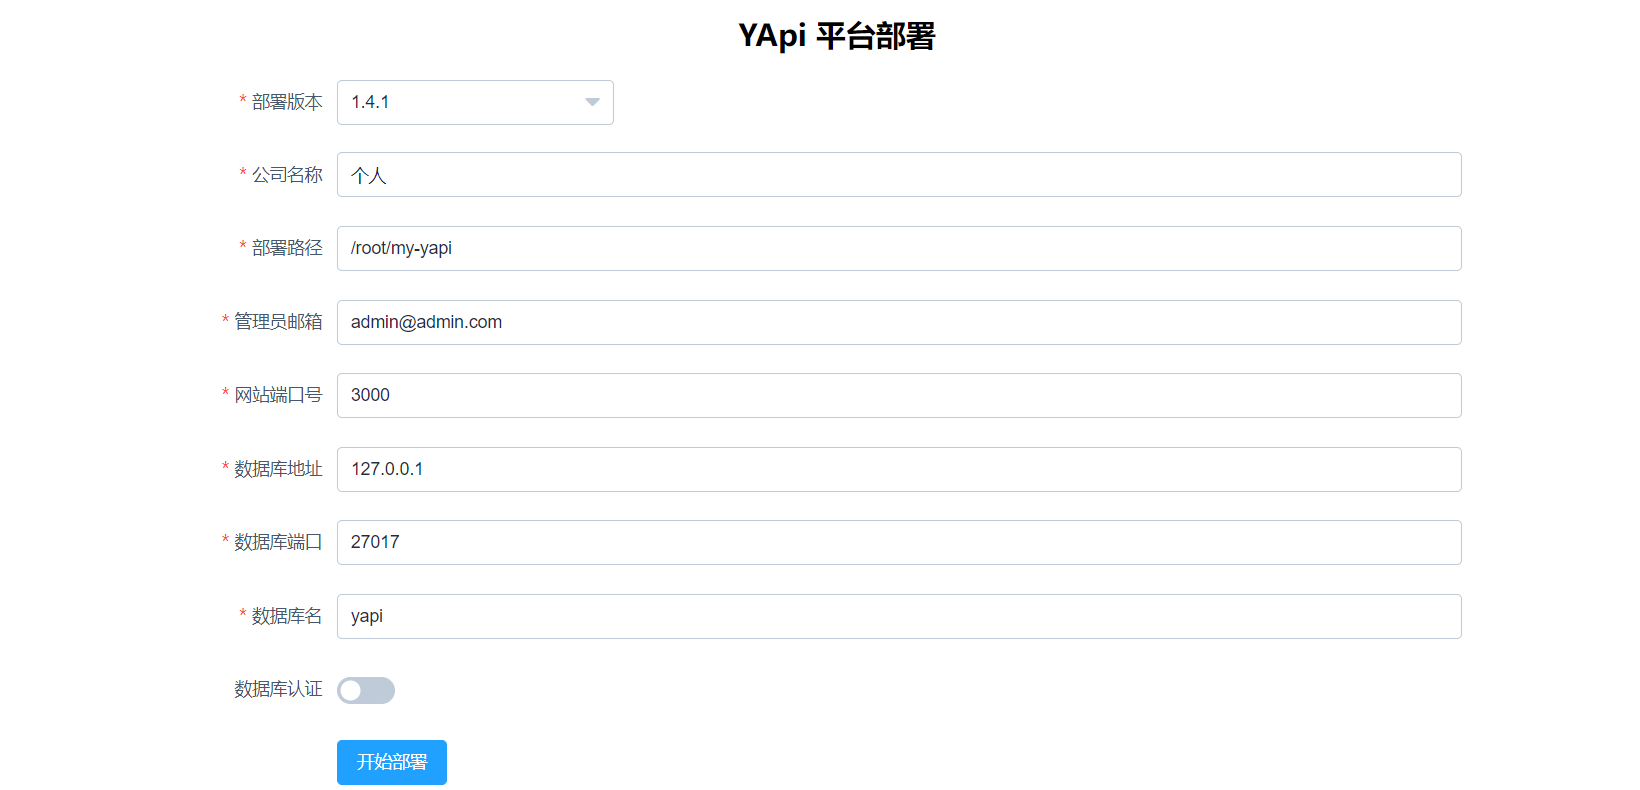 YApi 平台部署
* 部署版本 1.4.1
* 公司名称 个人
* 部署路径 /root/my-yapi
* 管理员邮箱 admin@admin.com
* 网站端口号 3000
* 数据库地址 127.0.0.1
* 数据库端口 27017
* 数据库名 yapi
数据库认证
开始部署